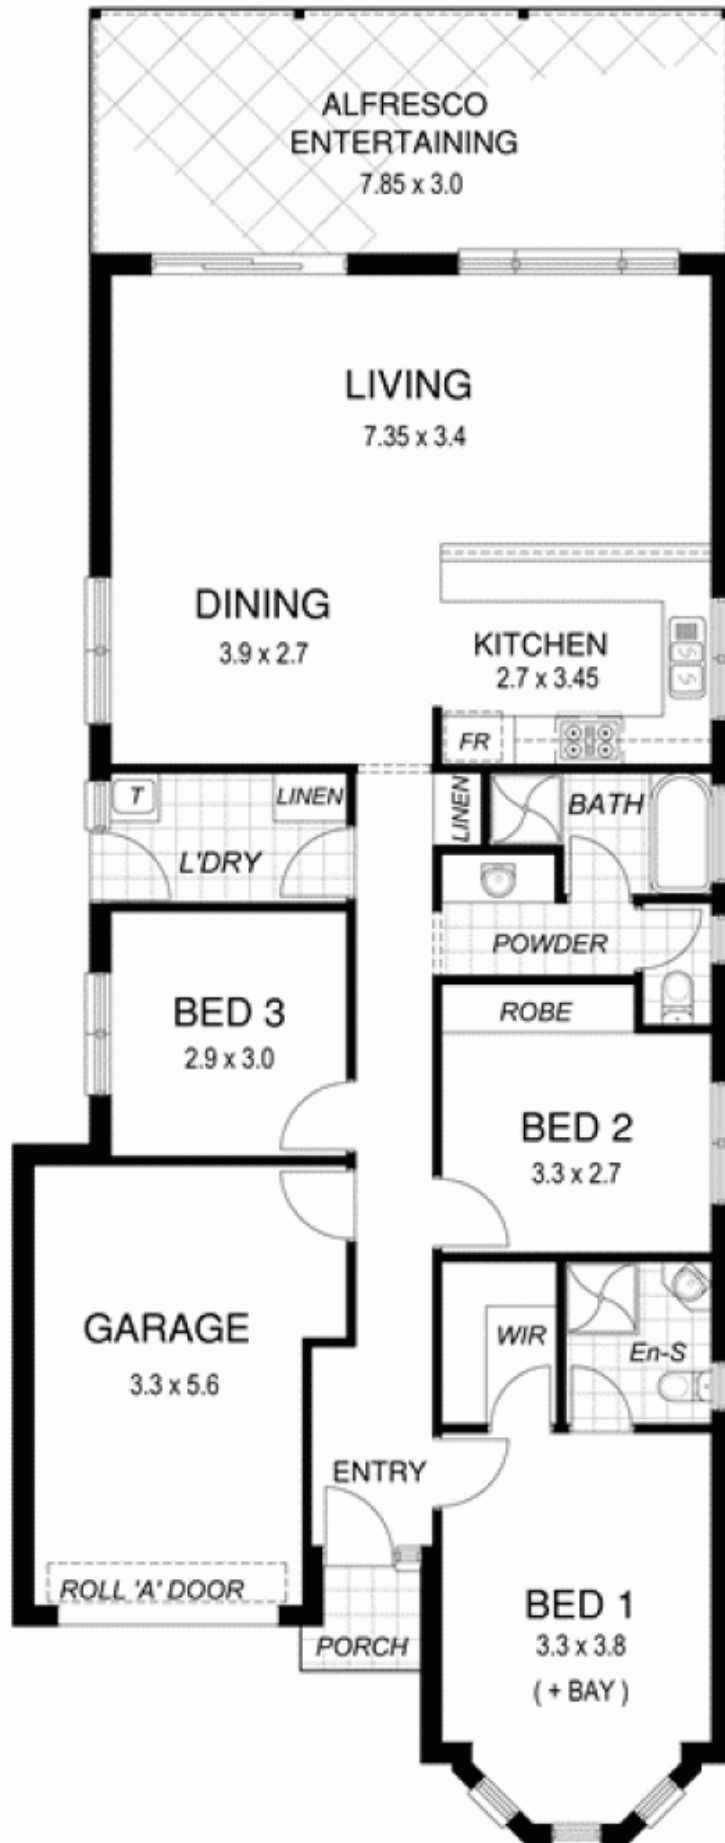 ALFRESCO
ENTERTAINING
7.85 x 3.0
LIVING
7.35 x 3.4
DINING
3.9 x 2.7
KITCHEN
2.7 x 3.45
FR
T
LINEN
LINEN
BATH
L'DRY
POWDER
ROBE
BED 3
2.9 x 3.0
BED 2
3.3 x 2.7
GARAGE
3.3 x 5.6
WIR
En-S
ENTRY
ROLL 'A' DOOR
PORCH
BED 1
3.3 x 3.8
( + BAY )